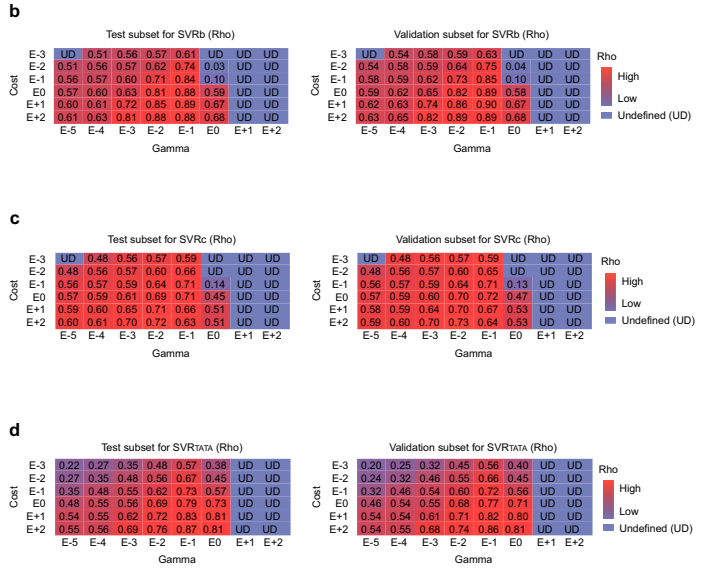 b
Test subset for SVRb (Rho)
Validation subset for SVRb (Rho)
Cost
E-3 UD 0.51 0.56 0.57 0.61 UD UD UD
E-2 0.51 0.56 0.57 0.62 0.74 0.03 UD UD
E-1 0.56 0.57 0.60 0.71 0.84 0.10 UD UD
E0 0.57 0.60 0.63 0.81 0.88 0.59 UD UD
E+1 0.60 0.61 0.72 0.85 0.89 0.67 UD UD
E+2 0.61 0.63 0.81 0.88 0.88 0.68 UD UD
E-5 E-4 E-3 E-2 E-1 E0 E+1 E+2
Gamma
Cost
E-3 UD 0.54 0.58 0.59 0.63 UD UD UD
E-2 0.54 0.58 0.59 0.64 0.75 0.04 UD UD
E-1 0.58 0.59 0.62 0.73 0.85 0.10 UD UD
E0 0.59 0.62 0.65 0.82 0.89 0.58 UD UD
E+1 0.62 0.63 0.74 0.86 0.90 0.67 UD UD
E+2 0.63 0.65 0.82 0.89 0.89 0.68 UD UD
E-5 E-4 E-3 E-2 E-1 E0 E+1 E+2
Gamma
Rho
High
Low
Undefined (UD)
c
Test subset for SVRc (Rho)
Validation subset for SVRc (Rho)
Cost
E-3 UD 0.48 0.56 0.57 0.59 UD UD UD
E-2 0.48 0.56 0.57 0.60 0.66 UD UD UD
E-1 0.56 0.57 0.59 0.64 0.71 0.14 UD UD
E0 0.57 0.59 0.61 0.69 0.71 0.45 UD UD
E+1 0.59 0.60 0.65 0.71 0.66 0.51 UD UD
E+2 0.60 0.61 0.70 0.72 0.63 0.51 UD UD
E-5 E-4 E-3 E-2 E-1 E0 E+1 E+2
Gamma
Cost
E-3 UD 0.48 0.56 0.57 0.59 UD UD UD
E-2 0.48 0.56 0.57 0.60 0.65 UD UD UD
E-1 0.56 0.57 0.59 0.64 0.71 0.13 UD UD
E0 0.57 0.59 0.60 0.70 0.72 0.47 UD UD
E+1 0.58 0.59 0.64 0.70 0.67 0.53 UD UD
E+2 0.59 0.60 0.70 0.73 0.64 0.53 UD UD
E-5 E-4 E-3 E-2 E-1 E0 E+1 E+2
Gamma
Rho
High
Low
Undefined (UD)
d
Test subset for SVRTATA (Rho)
Validation subset for SVRTATA (Rho)
Cost
E-3 0.22 0.27 0.35 0.48 0.57 0.38 UD UD
E-2 0.27 0.35 0.48 0.56 0.67 0.45 UD UD
E-1 0.35 0.48 0.55 0.62 0.73 0.57 UD UD
E0 0.48 0.55 0.56 0.69 0.79 0.73 UD UD
E+1 0.54 0.55 0.62 0.72 0.83 0.81 UD UD
E+2 0.55 0.56 0.69 0.76 0.87 0.81 UD UD
E-5 E-4 E-3 E-2 E-1 E0 E+1 E+2
Gamma
Cost
E-3 0.20 0.25 0.32 0.45 0.56 0.40 UD UD
E-2 0.24 0.32 0.46 0.55 0.66 0.45 UD UD
E-1 0.32 0.46 0.54 0.60 0.72 0.56 UD UD
E0 0.46 0.54 0.55 0.68 0.77 0.71 UD UD
E+1 0.54 0.54 0.61 0.71 0.82 0.80 UD UD
E+2 0.54 0.55 0.68 0.74 0.86 0.81 UD UD
E-5 E-4 E-3 E-2 E-1 E0 E+1 E+2
Gamma
Rho
High
Low
Undefined (UD)